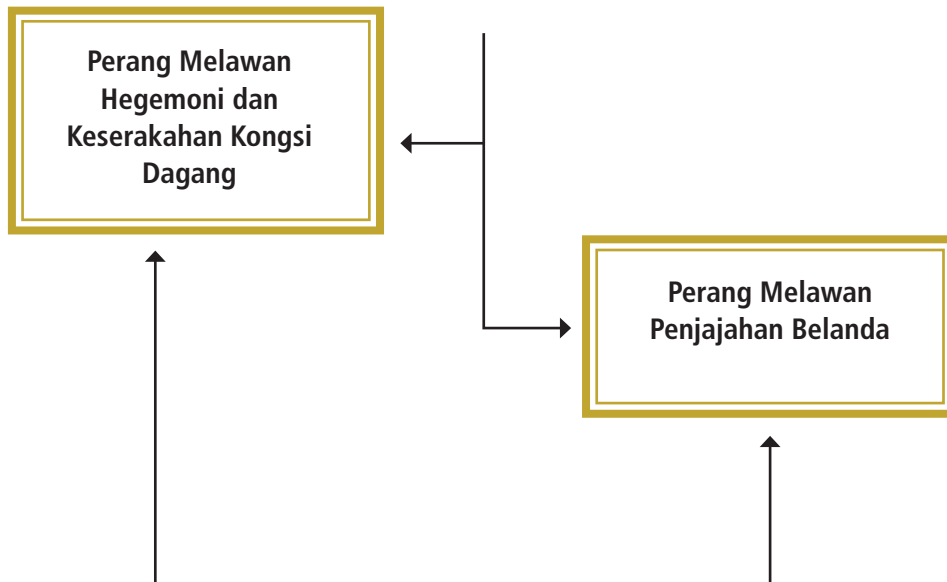 Perang Melawan
Hegemoni dan
Keserakahan Kongsi
Dagang
Perang Melawan
Penjajahan Belanda